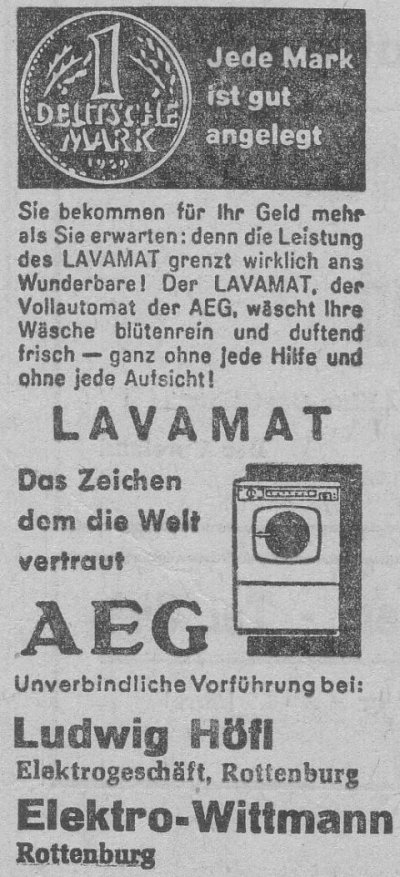 1
DEUTSCHE
MARK
1959
Jede Mark
ist gut
angelegt
Sie bekommen für Ihr Geld mehr
als Sie erwarten: denn die Leistung
des LAVAMAT grenzt wirklich ans
Wunderbare! Der LAVAMAT, der
Vollautomat der AEG, wäscht Ihre
Wäsche blütenrein und duftend
frisch — ganz ohne jede Hilfe und
ohne jede Aufsicht!
LAVAMAT
Das Zeichen
dem die Welt
vertraut
AEG
Unverbindliche Vorführung bei:
Ludwig Höfl
Elektrogeschäft, Rottenburg
Elektro-Wittmann
Rottenburg